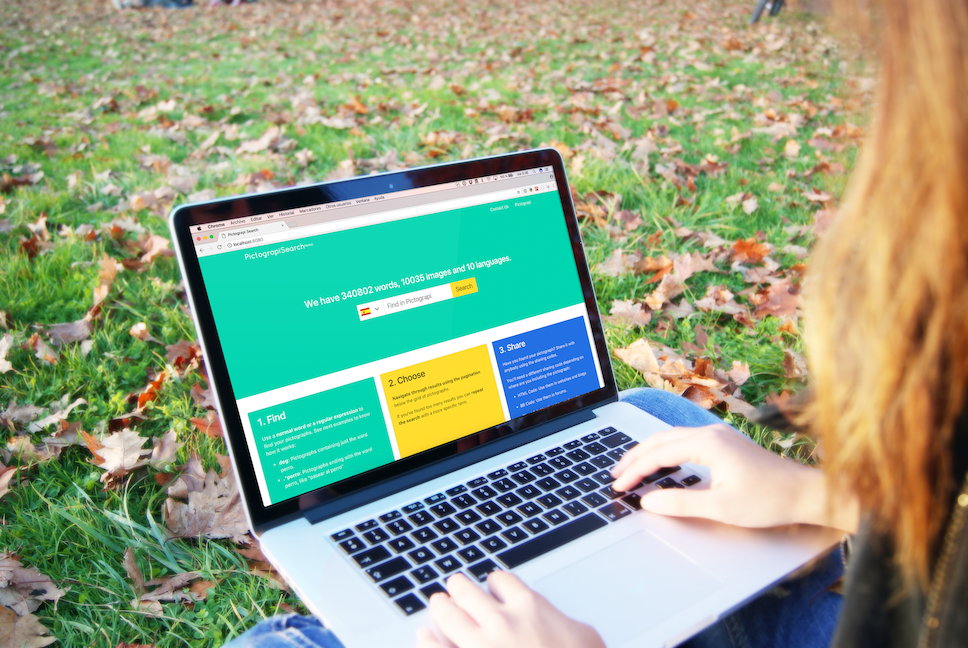 Chrome Archivo Editar Ver Historial Marcadores Otros usuarios Ventana Ayuda
Pictograpi Search
localhost:8080
Contact Us Pictograpi
PictograpiSearch
We have 340802 words, 10035 images and 10 languages.
Find in Pictograpi Search
1. Find
Use a normal word or a regular expression to
find your pictographs. See next examples to know
how it works:
dog: Pictographs containing just the word
perro.
Pictographs ending with the word
perro, like "pasear al perro"
2. Choose
Navigate through results using the pagination
below the grid of pictographs.
If you've found too many results you can repeat
the search with a more specific term.
3. Share
Have you found your pictograph? Share it with
anybody using the sharing codes.
You'll need a different sharing code depending on
where are you including the pictograph:
HTML Code: Use them in websites and blogs.
BB Code: Use them in forums.